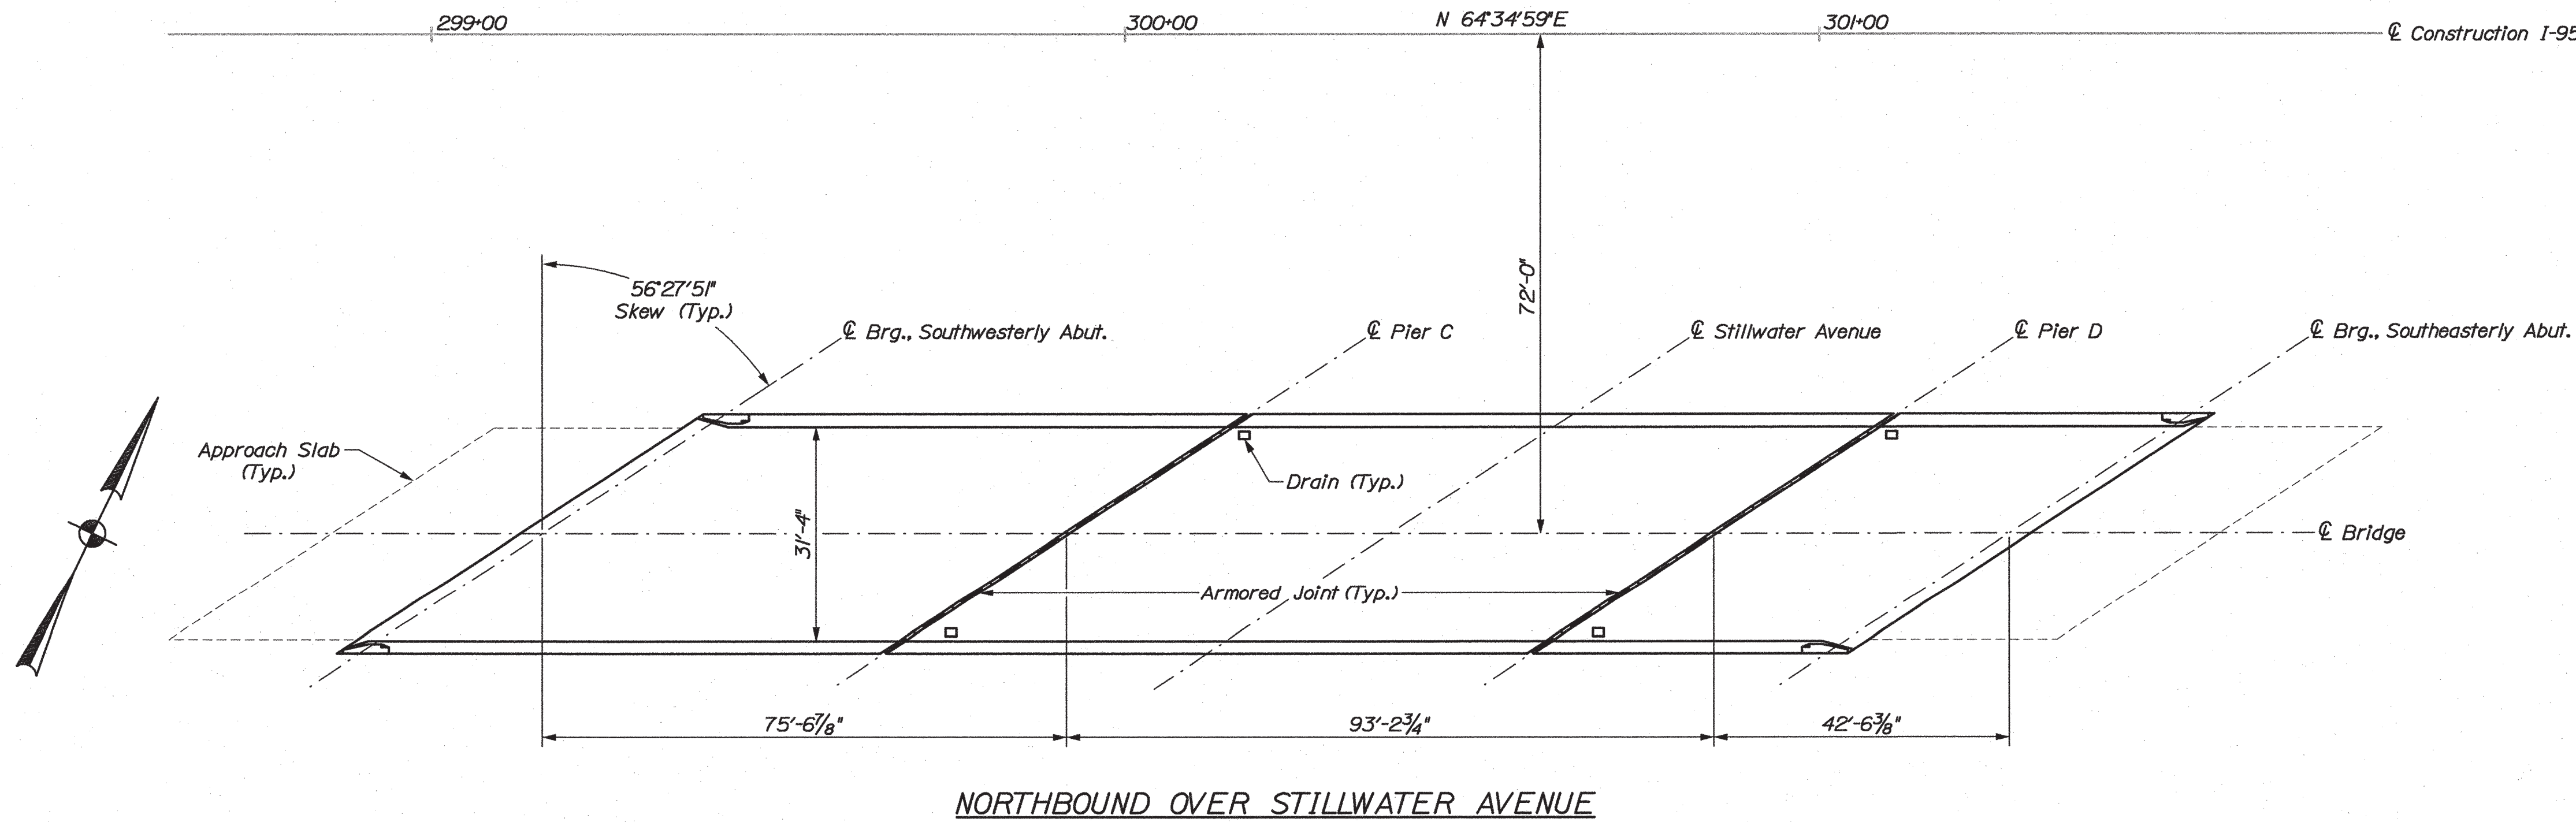 299+00
300+00
N 64°34'59"E
301+00
℄ Construction I-95
56°27'51"
Skew (Typ.)
72'-0"
℄ Brg., Southwesterly Abut.
℄ Pier C
℄ Stillwater Avenue
℄ Pier D
℄ Brg., Southeasterly Abut.
Approach Slab
(Typ.)
Drain (Typ.)
31'-4"
℄ Bridge
Armored Joint (Typ.)
75'-6⅞"
93'-2¾"
42'-6⅜"
NORTHBOUND OVER STILLWATER AVENUE